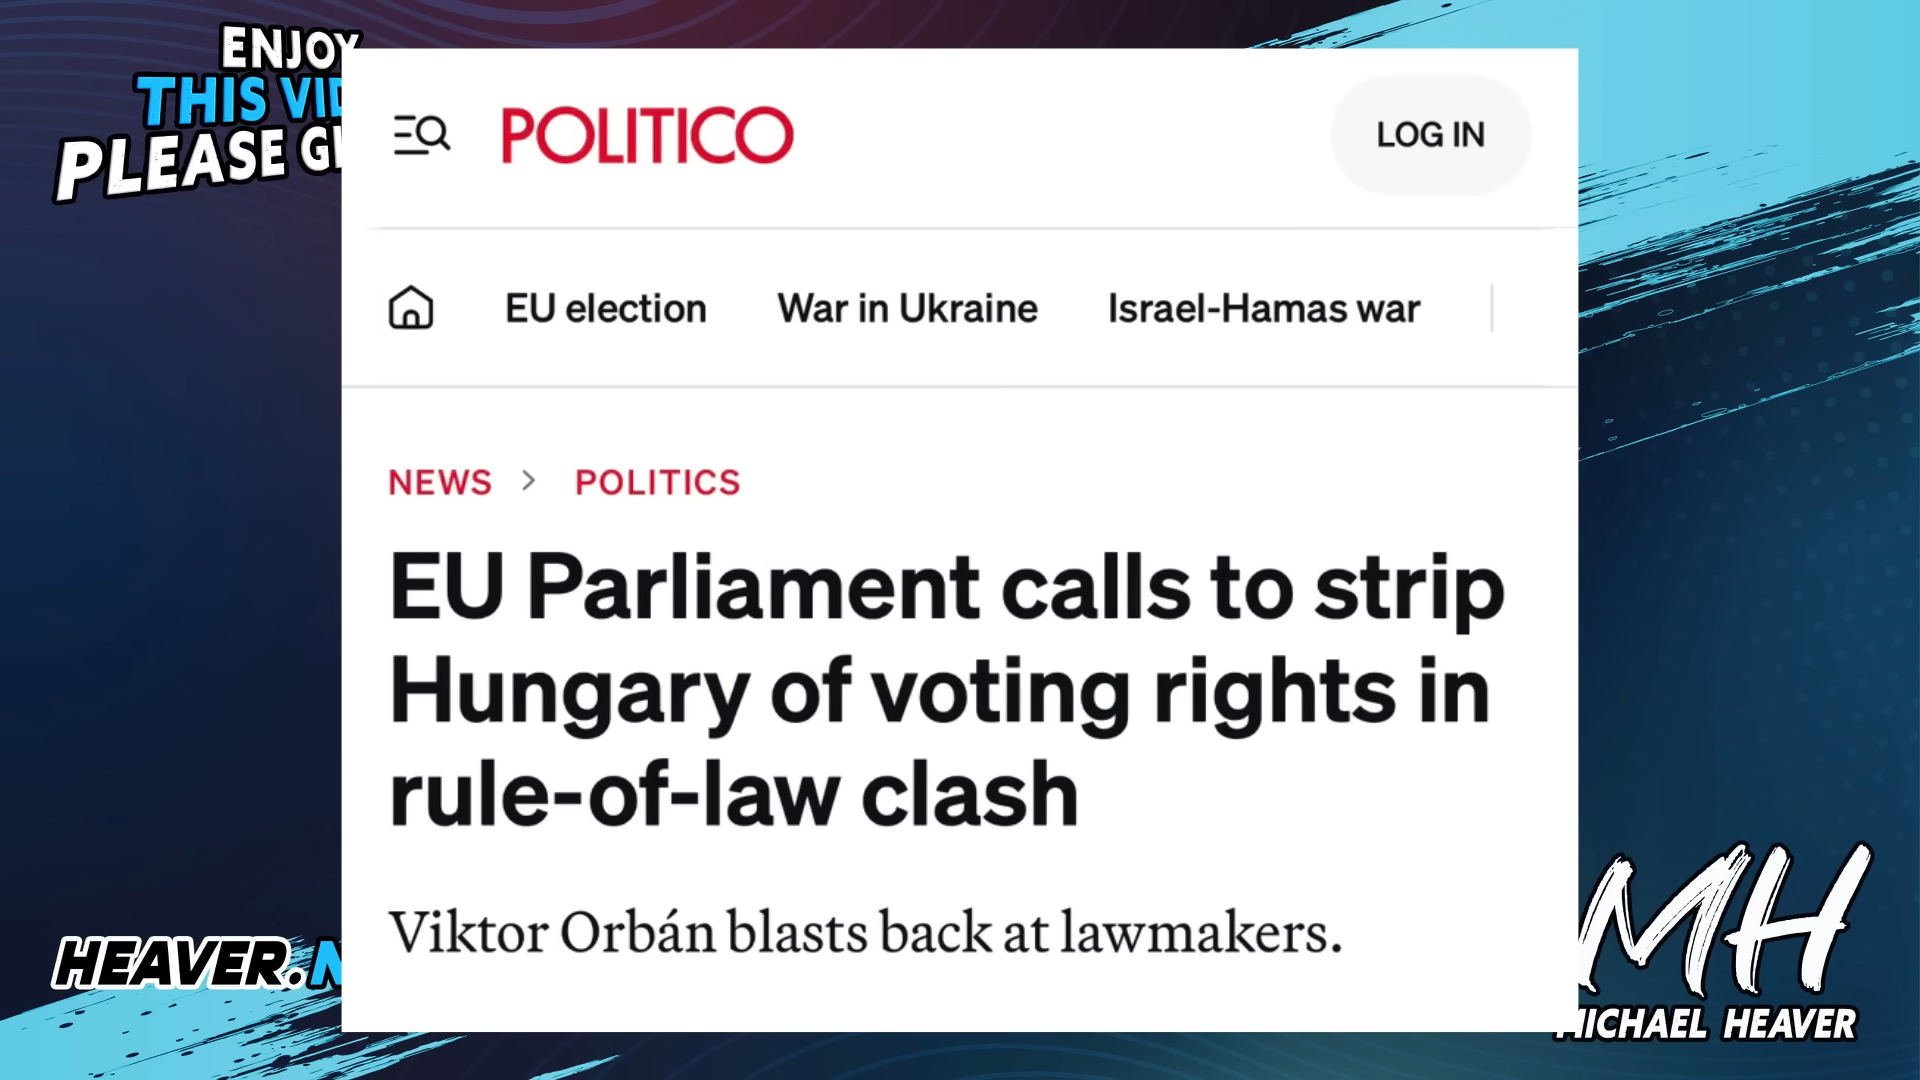 ENJOY
THIS
PLEASE
POLITICO
LOG IN
EU election
War in Ukraine
Israel-Hamas war
NEWS > POLITICS
EU Parliament calls to strip
Hungary of voting rights in
rule-of-law clash
Viktor Orbán blasts back at lawmakers.
HEAVER.
MH
MICHAEL HEAVER